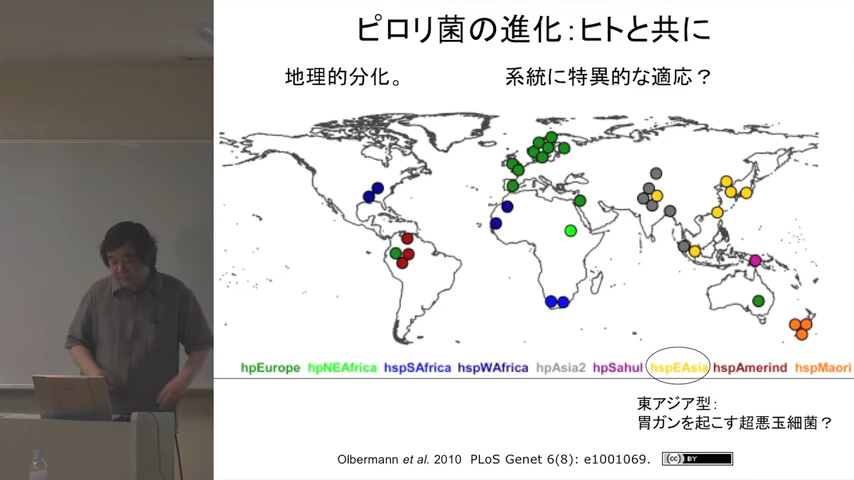 ピロリ菌の進化:ヒトと共に
地理的分化。
系統に特異的な適応?
hpEurope hpNEAfrica hspSAfrica hspWAfrica hpAsia2 hpSahul hspEAsia hspAmerind hspMaori
東アジア型:
胃ガンを起こす超悪玉細菌?
Olbermann et al. 2010 PLoS Genet 6(8): e1001069.
cc BY